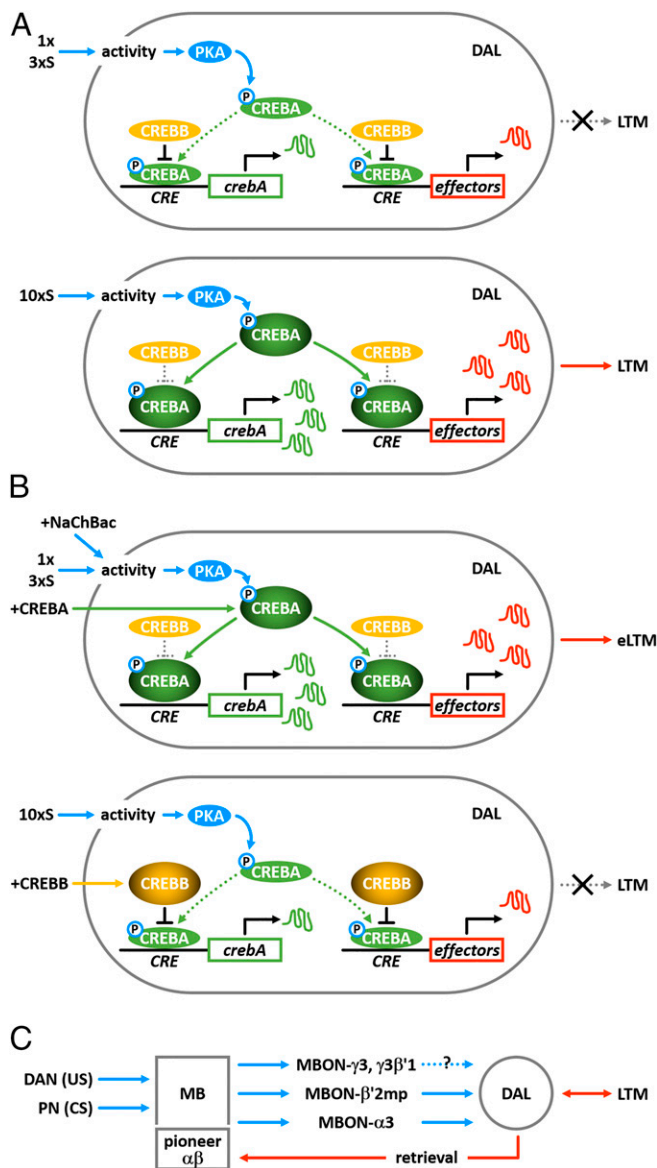 A
1x
3xS
activity
PKA
DAL
P
CREBA
CREBB
CREBB
P
CREBA
P
CREBA
CRE
crebA
CRE
effectors
X
LTM
10xS
activity
PKA
DAL
P
CREBA
CREBB
CREBB
P
CREBA
P
CREBA
CRE
crebA
CRE
effectors
LTM
B
+NaChBac
1x
3xS
activity
PKA
DAL
+CREBA
P
CREBA
CREBB
CREBB
P
CREBA
P
CREBA
CRE
crebA
CRE
effectors
eLTM
10xS
activity
PKA
DAL
+CREBB
CREBB
P
CREBA
CREBB
P
CREBA
P
CREBA
CRE
crebA
CRE
effectors
X
LTM
C
DAN (US)
PN (CS)
MB
pioneer
αβ
MBON-γ3, γ3β'1
?
MBON-β'2mp
MBON-α3
DAL
LTM
retrieval